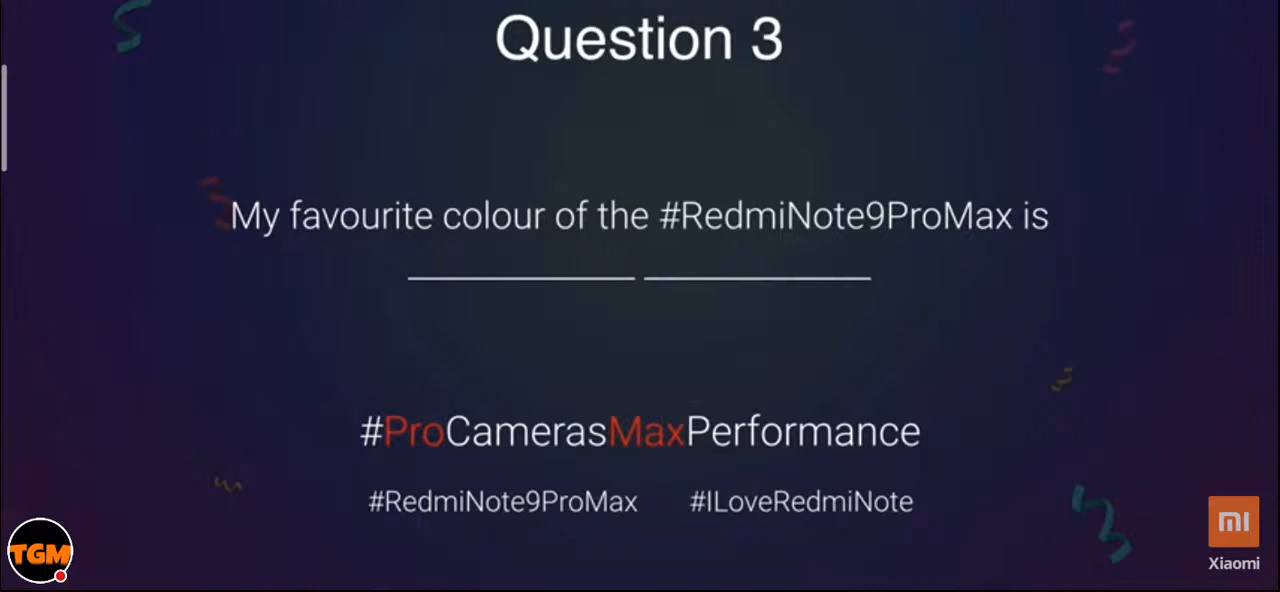 Question 3
My favourite colour of the #RedmiNote9ProMax is
#ProCamerasMaxPerformance
#RedmiNote9ProMax #ILoveRedmiNote
TGM
mi
Xiaomi